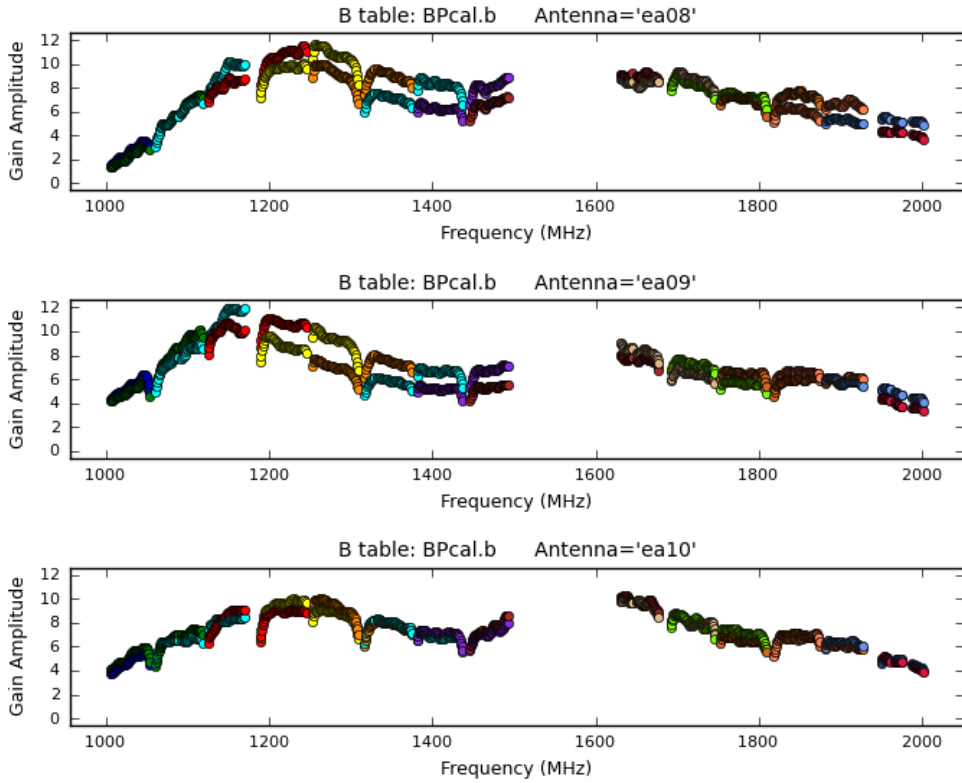 B table: BPcal.b Antenna='ea08'
12
10
8
6
4
2
0
Gain Amplitude
1000 1200 1400 1600 1800 2000
Frequency (MHz)
B table: BPcal.b Antenna='ea09'
12
10
8
6
4
2
0
Gain Amplitude
1000 1200 1400 1600 1800 2000
Frequency (MHz)
B table: BPcal.b Antenna='ea10'
12
10
8
6
4
2
0
Gain Amplitude
1000 1200 1400 1600 1800 2000
Frequency (MHz)